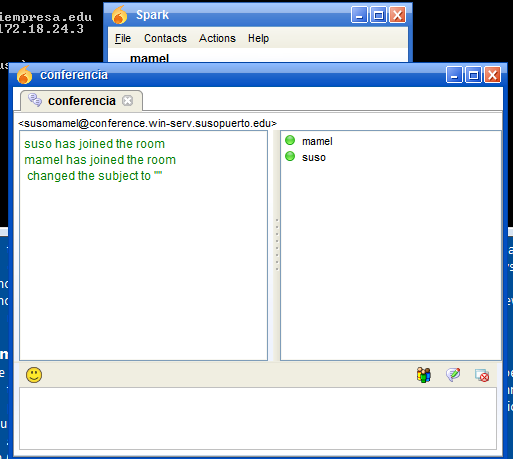 iempresa.edu
172.18.24.3
Spark
File Contacts Actions Help
mamel
conferencia
conferencia
<susomamel@conference.win-serv.susopuerto.edu>
suso has joined the room
mamel has joined the room
changed the subject to ""
mamel
suso